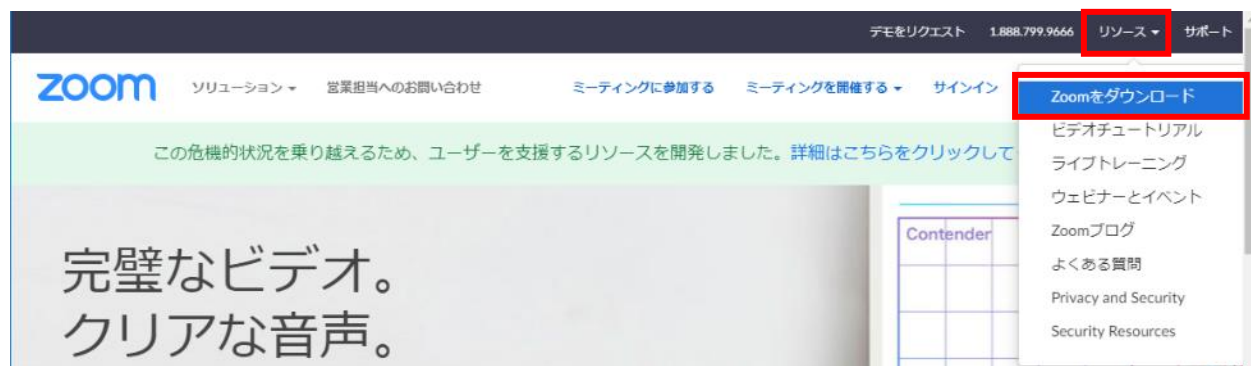 デモをリクエスト 1.888.799.9666 リソース サポート
zoom ソリューション 営業担当へのお問い合わせ ミーティングに参加する ミーティングを開催する サインイン
Zoomをダウンロード
ビデオチュートリアル
ライブトレーニング
ウェビナーとイベント
Zoomブログ
よくある質問
Privacy and Security
Security Resources
この危機的状況を乗り越えるため、ユーザーを支援するリソースを開発しました。詳細はこちらをクリックして
完璧なビデオ。
クリアな音声。
Contender